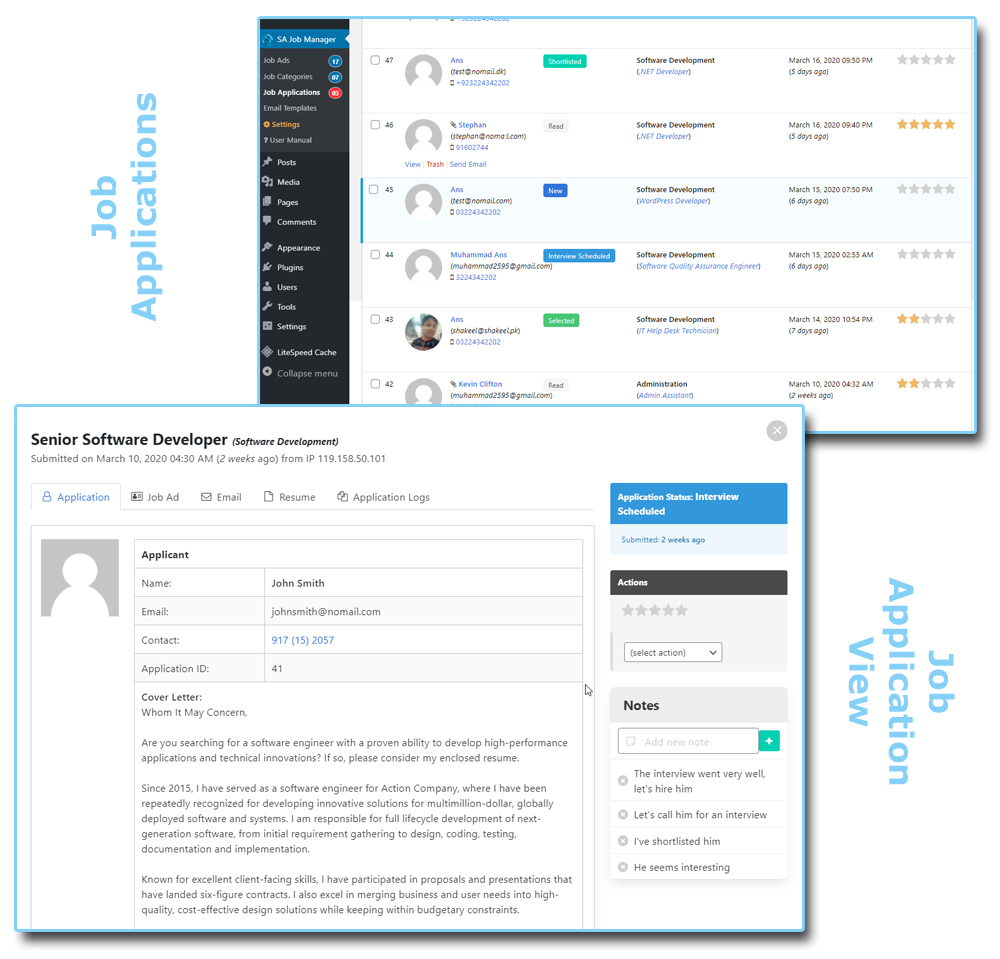 Job
Applications
SA Job Manager
Job Ads 17
Job Categories 07
Job Applications 03
Email Templates
Settings
? User Manual
Posts
Media
Pages
Comments
Appearance
Plugins
Users
Tools
Settings
LiteSpeed Cache
Collapse menu
+923224342202
47 Ans Shortlisted Software Development March 16, 2020 09:50 PM
(test@nomail.dk) (.NET Developer) (5 days ago)
+923224342202
46 Stephan Read Software Development March 16, 2020 09:40 PM
(stephan@nomail.com) (.NET Developer) (5 days ago)
91602744
View | Trash | Send Email
45 Ans New Software Development March 15, 2020 07:50 PM
(test@nomail.com) (WordPress Developer) (6 days ago)
03224342202
44 Muhammad Ans Interview Scheduled Software Development March 15, 2020 02:55 AM
(muhammad2595@gmail.com) (Software Quality Assurance Engineer) (6 days ago)
3224342202
43 Ans Selected Software Development March 14, 2020 10:54 PM
(shakeel@shakeel.pk) (IT Help Desk Technician) (7 days ago)
03224342202
42 Kevin Clifton Read Administration March 10, 2020 04:32 AM
(muhammad2595@gmail.com) (Admin Assistant) (2 weeks ago)
Senior Software Developer (Software Development)
Submitted on March 10, 2020 04:30 AM (2 weeks ago) from IP 119.158.50.101
Application Job Ad Email Resume Application Logs
Applicant
Name: John Smith
Email: johnsmith@nomail.com
Contact: 917 (15) 2057
Application ID: 41
Cover Letter:
Whom It May Concern,
Are you searching for a software engineer with a proven ability to develop high-performance
applications and technical innovations? If so, please consider my enclosed resume.
Since 2015, I have served as a software engineer for Action Company, where I have been
repeatedly recognized for developing innovative solutions for multimillion-dollar, globally
deployed software and systems. I am responsible for full lifecycle development of next-
generation software, from initial requirement gathering to design, coding, testing,
documentation and implementation.
Known for excellent client-facing skills, I have participated in proposals and presentations that
have landed six-figure contracts. I also excel in merging business and user needs into high-
quality, cost-effective design solutions while keeping within budgetary constraints.
Application Status: Interview
Scheduled
Submitted: 2 weeks ago
Actions
(select action)
Notes
Add new note +
The interview went very well,
let's hire him
Let's call him for an interview
I've shortlisted him
He seems interesting
Job
Application
View